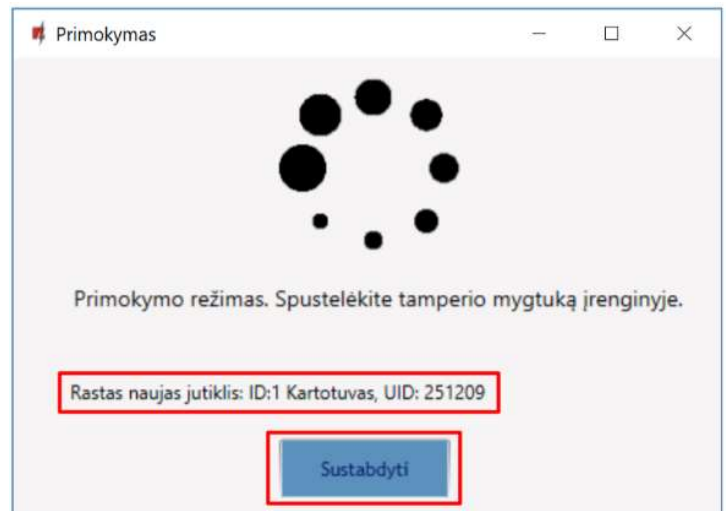 Primokymas
Primokymo režimas. Spustelėkite tamperio mygtuką įrenginyje.
Rastas naujas jutiklis: ID:1 Kartotuvas, UID: 251209
Sustabdyti